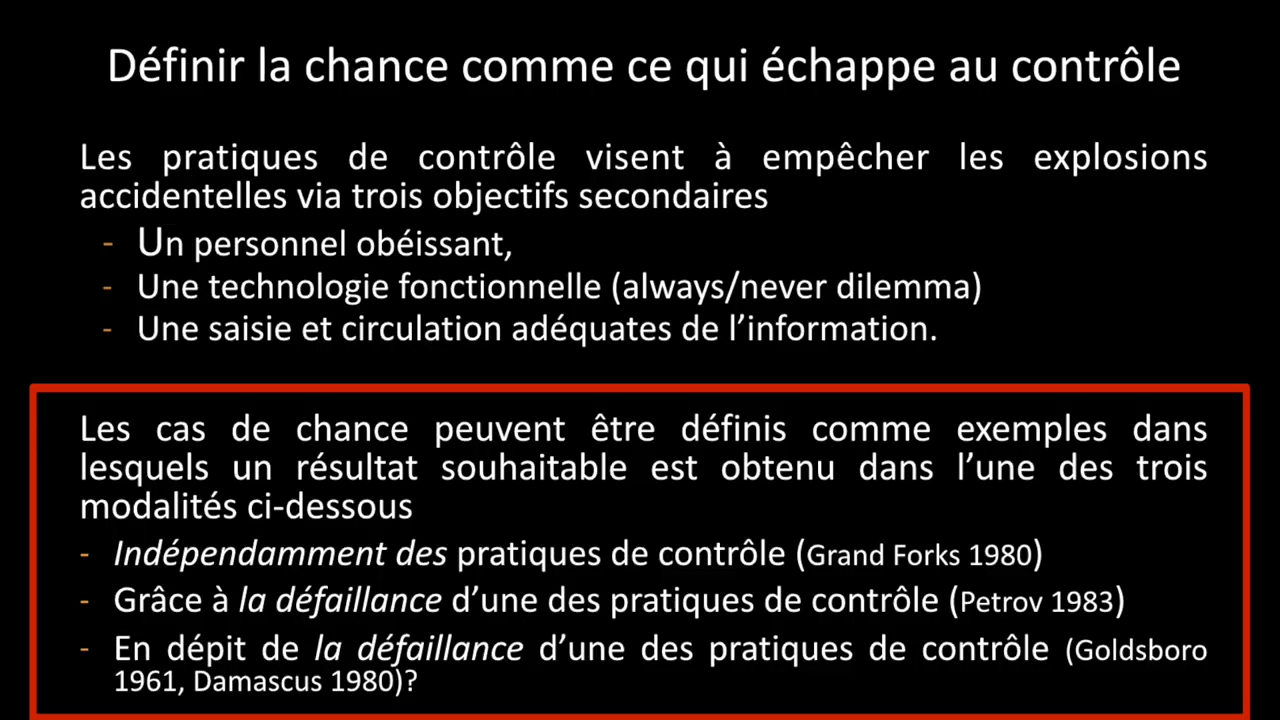 Définir la chance comme ce qui échappe au contrôle
Les pratiques de contrôle visent à empêcher les explosions
accidentelles via trois objectifs secondaires
- Un personnel obéissant,
- Une technologie fonctionnelle (always/never dilemma)
- Une saisie et circulation adéquates de l’information.
Les cas de chance peuvent être définis comme exemples dans
lesquels un résultat souhaitable est obtenu dans l’une des trois
modalités ci-dessous
- Indépendamment des pratiques de contrôle (Grand Forks 1980)
- Grâce à la défaillance d’une des pratiques de contrôle (Petrov 1983)
- En dépit de la défaillance d’une des pratiques de contrôle (Goldsboro
1961, Damascus 1980)?